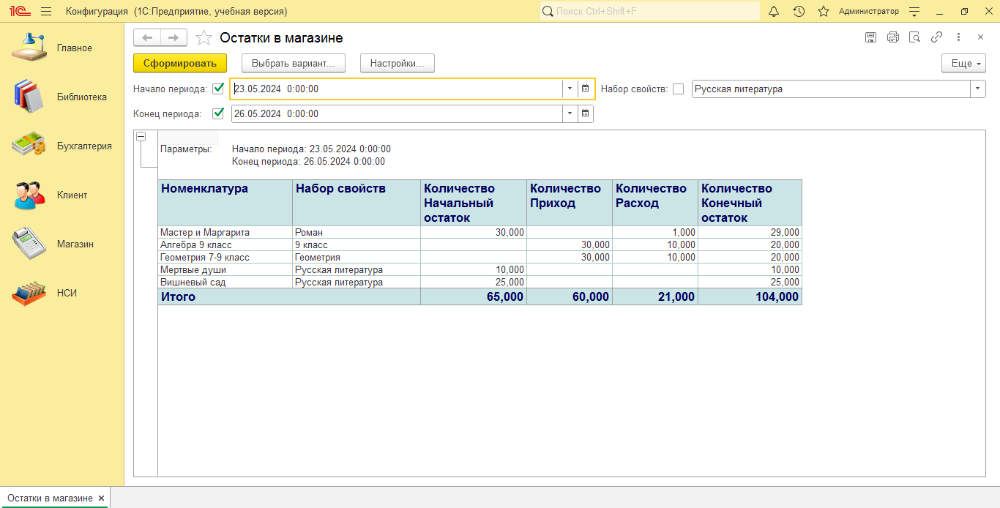 1С Конфигурация (1С:Предприятие, учебная версия) Поиск Ctrl+Shift+F Администратор
Главное
Библиотека
Бухгалтерия
Клиент
Магазин
НСИ
Остатки в магазине
Сформировать Выбрать вариант... Настройки... Еще
Начало периода: 23.05.2024 0:00:00 Набор свойств: Русская литература
Конец периода: 26.05.2024 0:00:00
Параметры: Начало периода: 23.05.2024 0:00:00
Конец периода: 26.05.2024 0:00:00
Номенклатура Набор свойств Количество Количество Количество Количество
Начальный Приход Расход Конечный
остаток остаток
Мастер и Маргарита Роман 30,000 1,000 29,000
Алгебра 9 класс 9 класс 30,000 10,000 20,000
Геометрия 7-9 класс Геометрия 30,000 10,000 20,000
Мертвые души Русская литература 10,000 10,000
Вишневый сад Русская литература 25,000 25,000
Итого 65,000 60,000 21,000 104,000
Остатки в магазине